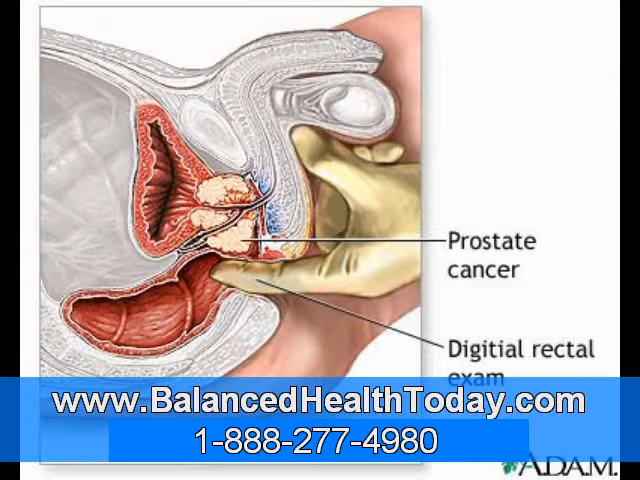 Prostate
cancer
Digitial rectal
exam
www.BalancedHealthToday.com
1-888-277-4980
A.D.A.M.